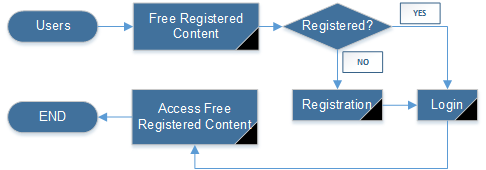 Users
Free Registered
Content
Registered?
YES
NO
END
Access Free
Registered Content
Registration
Login